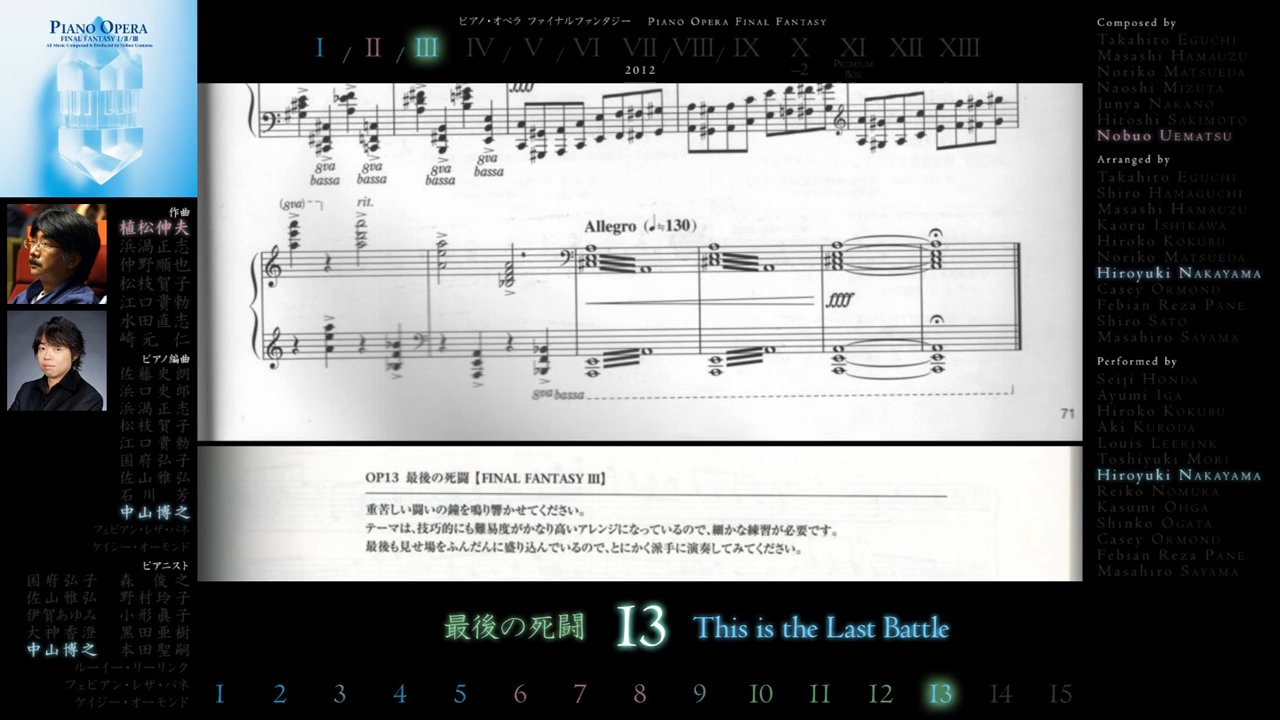 PIANO OPERA
FINAL FANTASY I/II/III
All Music Composed & Produced by Nobuo Uematsu
ピアノ・オペラ ファイナルファンタジー PIANO OPERA FINAL FANTASY
I / II / III IV / V / VI VII / VIII / IX X XI XII XIII
2012 –2 PREMIUM
BOX
作曲
植松伸夫
浜渦正志
仲野順也
松枝賀子
江口貴勅
水田直志
崎元 仁
ピアノ編曲
佐藤史朗
浜口史郎
浜渦正志
松枝賀子
江口貴勅
国府弘子
佐山雅弘
石川 芳
中山博之
フェビアン・レザ・パネ
ケイシー・オーモンド
ピアニスト
国府弘子 森 俊之
佐山雅弘 野村玲子
伊賀あゆみ 小形眞子
大神香澄 黒田亜樹
中山博之 本田聖嗣
ルーイー・リーリンク
フェビアン・レザ・パネ
ケイジー・オーモンド
ffff
8va 8va 8va 8va
bassa bassa bassa bassa
(8va) rit.
Allegro (♩≒130)
ffff
8va bassa
71
OP13 最後の死闘【FINAL FANTASY III】
重苦しい闘いの鐘を鳴り響かせてください。
テーマは、技巧的にも難易度がかなり高いアレンジになっているので、細かな練習が必要です。
最後も見せ場をふんだんに盛り込んでいるので、とにかく派手に演奏してみてください。
最後の死闘 13 This is the Last Battle
1 2 3 4 5 6 7 8 9 10 11 12 13 14 15
Composed by
Takahito EGUCHI
Masashi HAMAUZU
Noriko MATSUEDA
Naoshi MIZUTA
Junya NAKANO
Hitoshi SAKIMOTO
Nobuo UEMATSU
Arranged by
Takahito EGUCHI
Shiro HAMAGUCHI
Masashi HAMAUZU
Kaoru ISHIKAWA
Hiroko KOKUBU
Noriko MATSUEDA
Hiroyuki NAKAYAMA
Casey ORMOND
Febian Reza PANE
Shiro SATO
Masahiro SAYAMA
Performed by
Seiji HONDA
Ayumi IGA
Hiroko KOKUBU
Aki KURODA
Louis LEERINK
Toshiyuki MORI
Hiroyuki NAKAYAMA
Reiko NOMURA
Kasumi OHGA
Shinko OGATA
Casey ORMOND
Febian Reza PANE
Masahiro SAYAMA